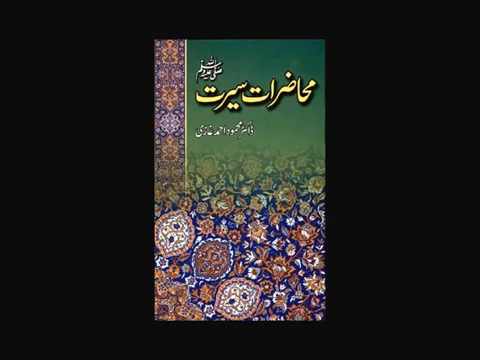 صلی اللہ علیہ وسلم
محاضرات سیرت
ڈاکٹر محمود احمد غازی